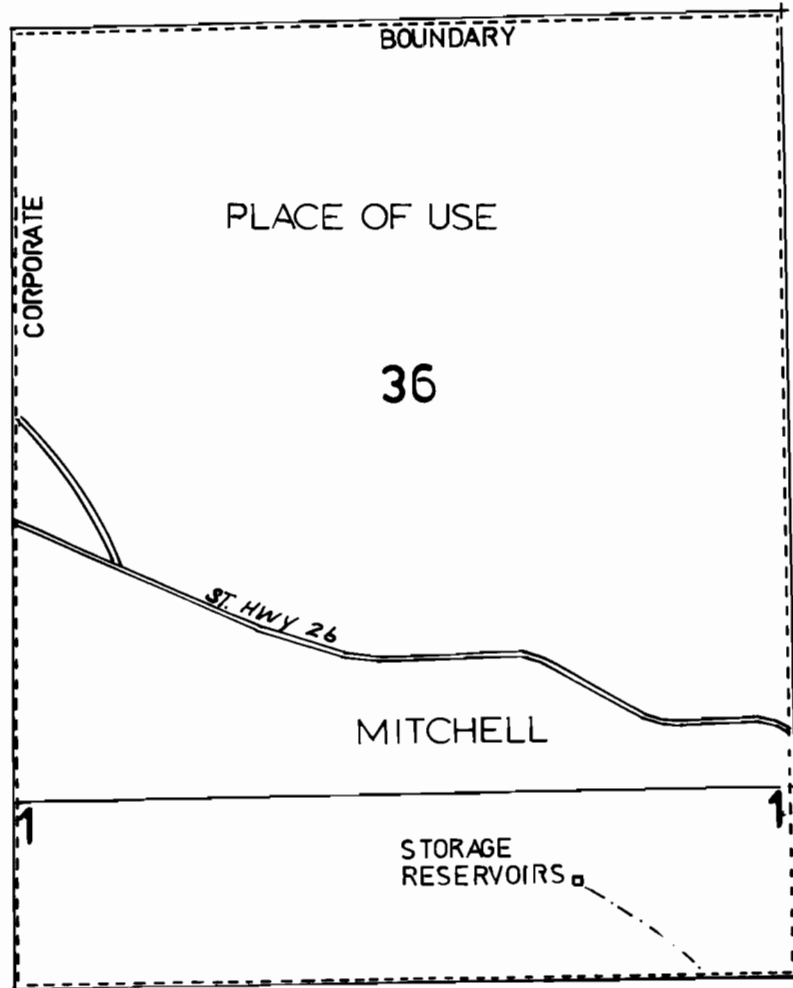 BOUNDARY
CORPORATE
PLACE OF USE
36
ST. HWY 26
MITCHELL
1 1
STORAGE
RESERVOIRS